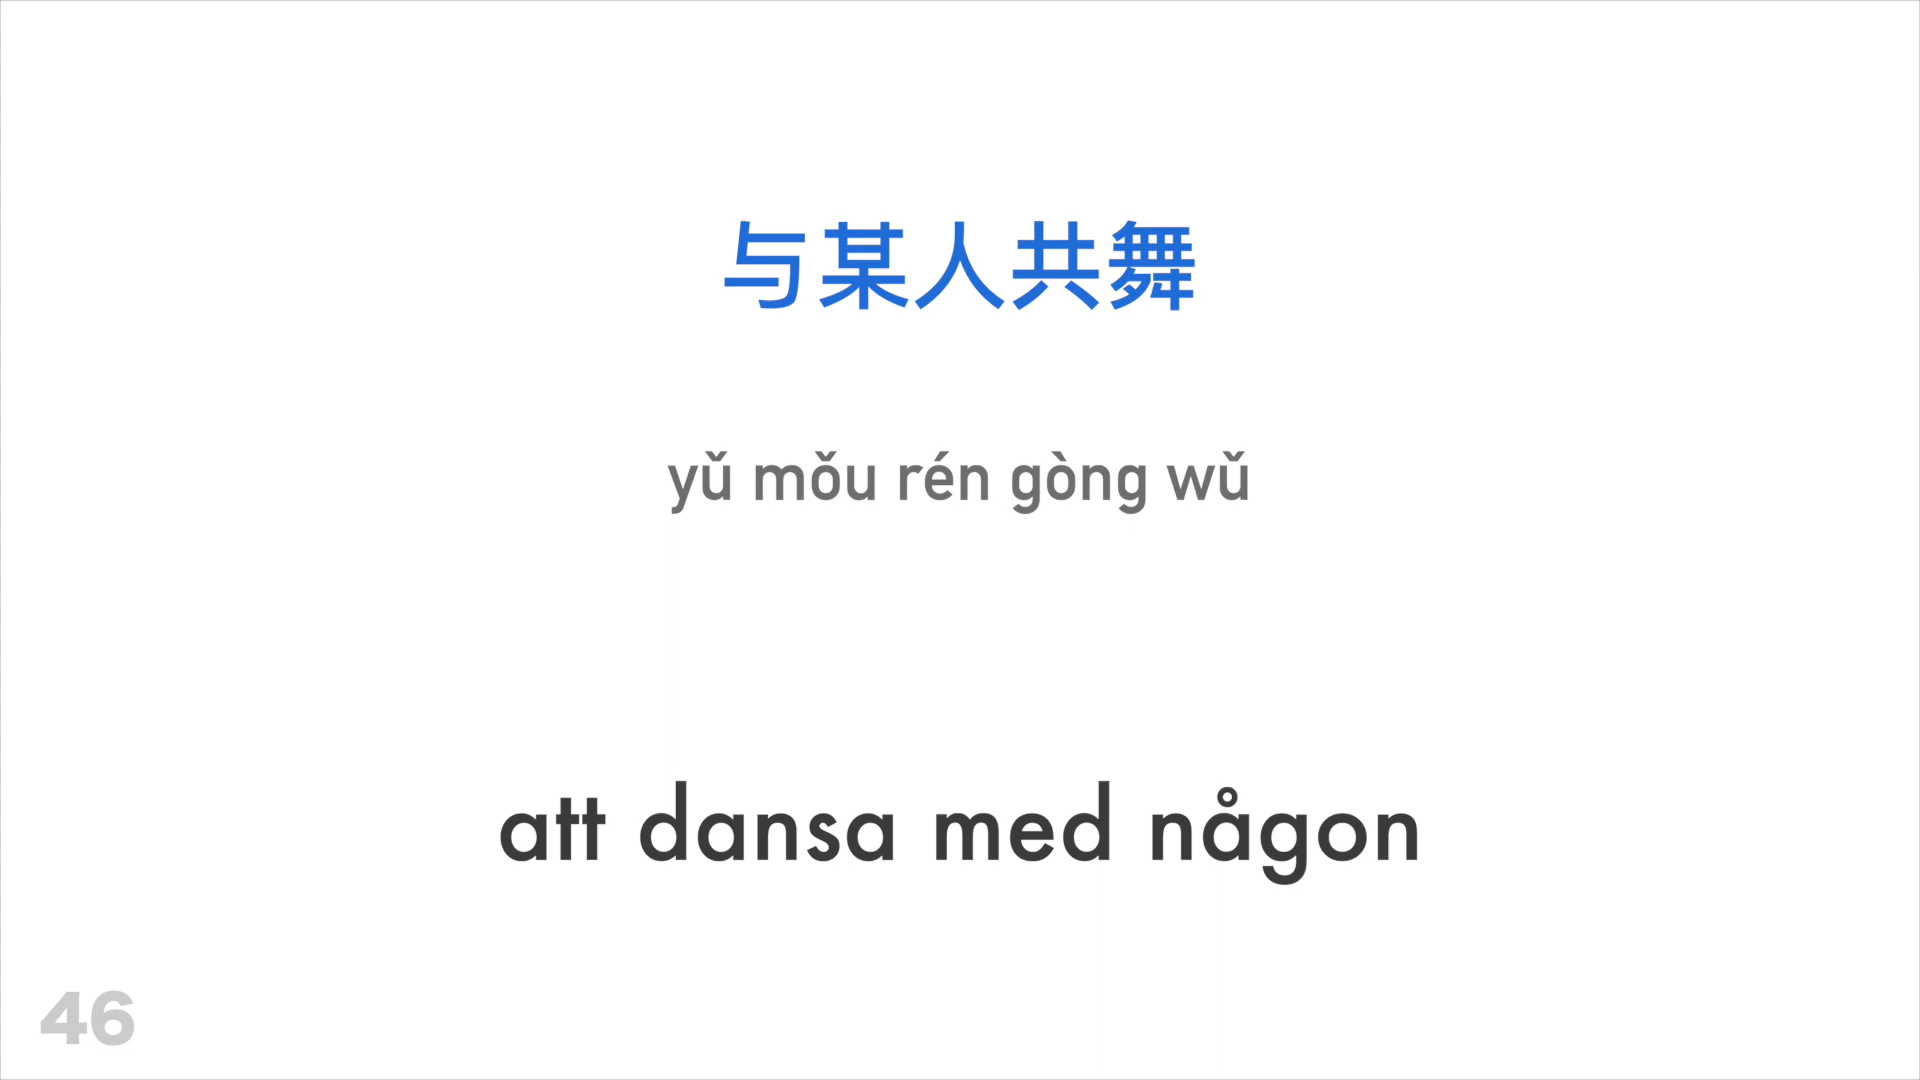 与某人共舞
yǔ mǒu rén gòng wǔ
att dansa med någon
46